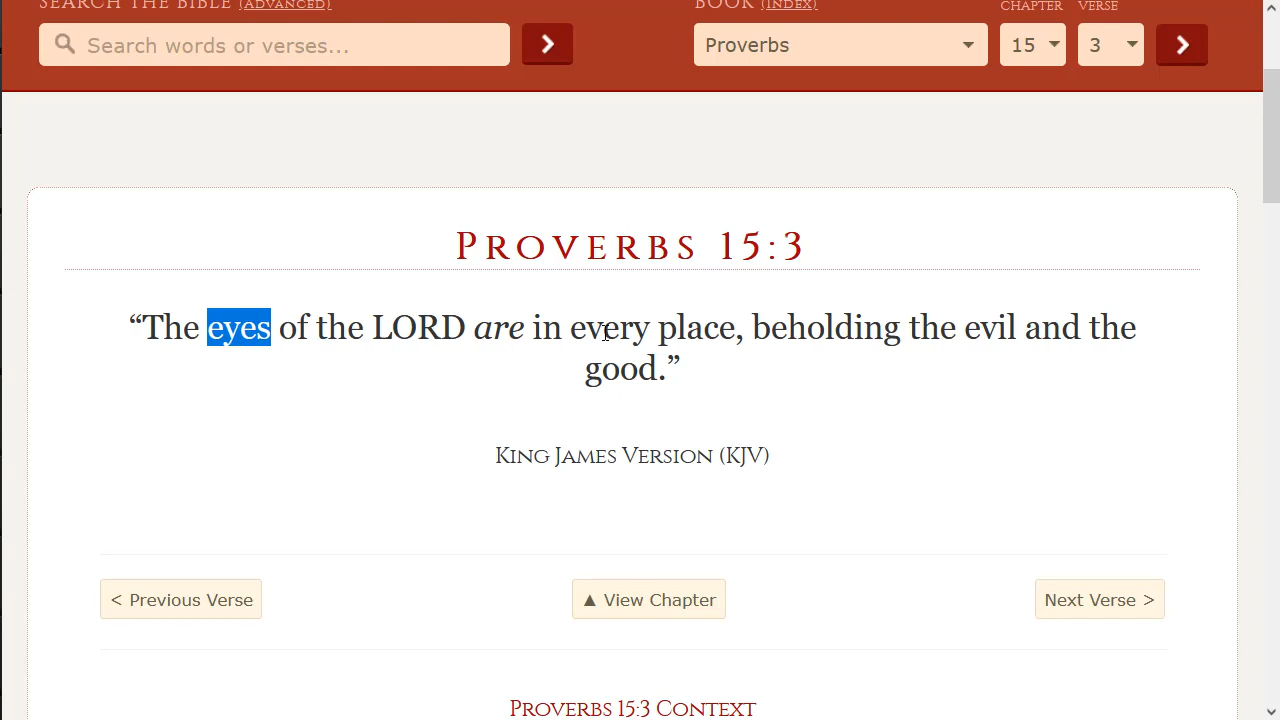 SEARCH THE BIBLE (ADVANCED)
BOOK (INDEX)
CHAPTER VERSE
Search words or verses...
Proverbs
15
3
PROVERBS 15:3
“The eyes of the LORD are in every place, beholding the evil and the
good.”
KING JAMES VERSION (KJV)
< Previous Verse
▲ View Chapter
Next Verse >
PROVERBS 15:3 CONTEXT